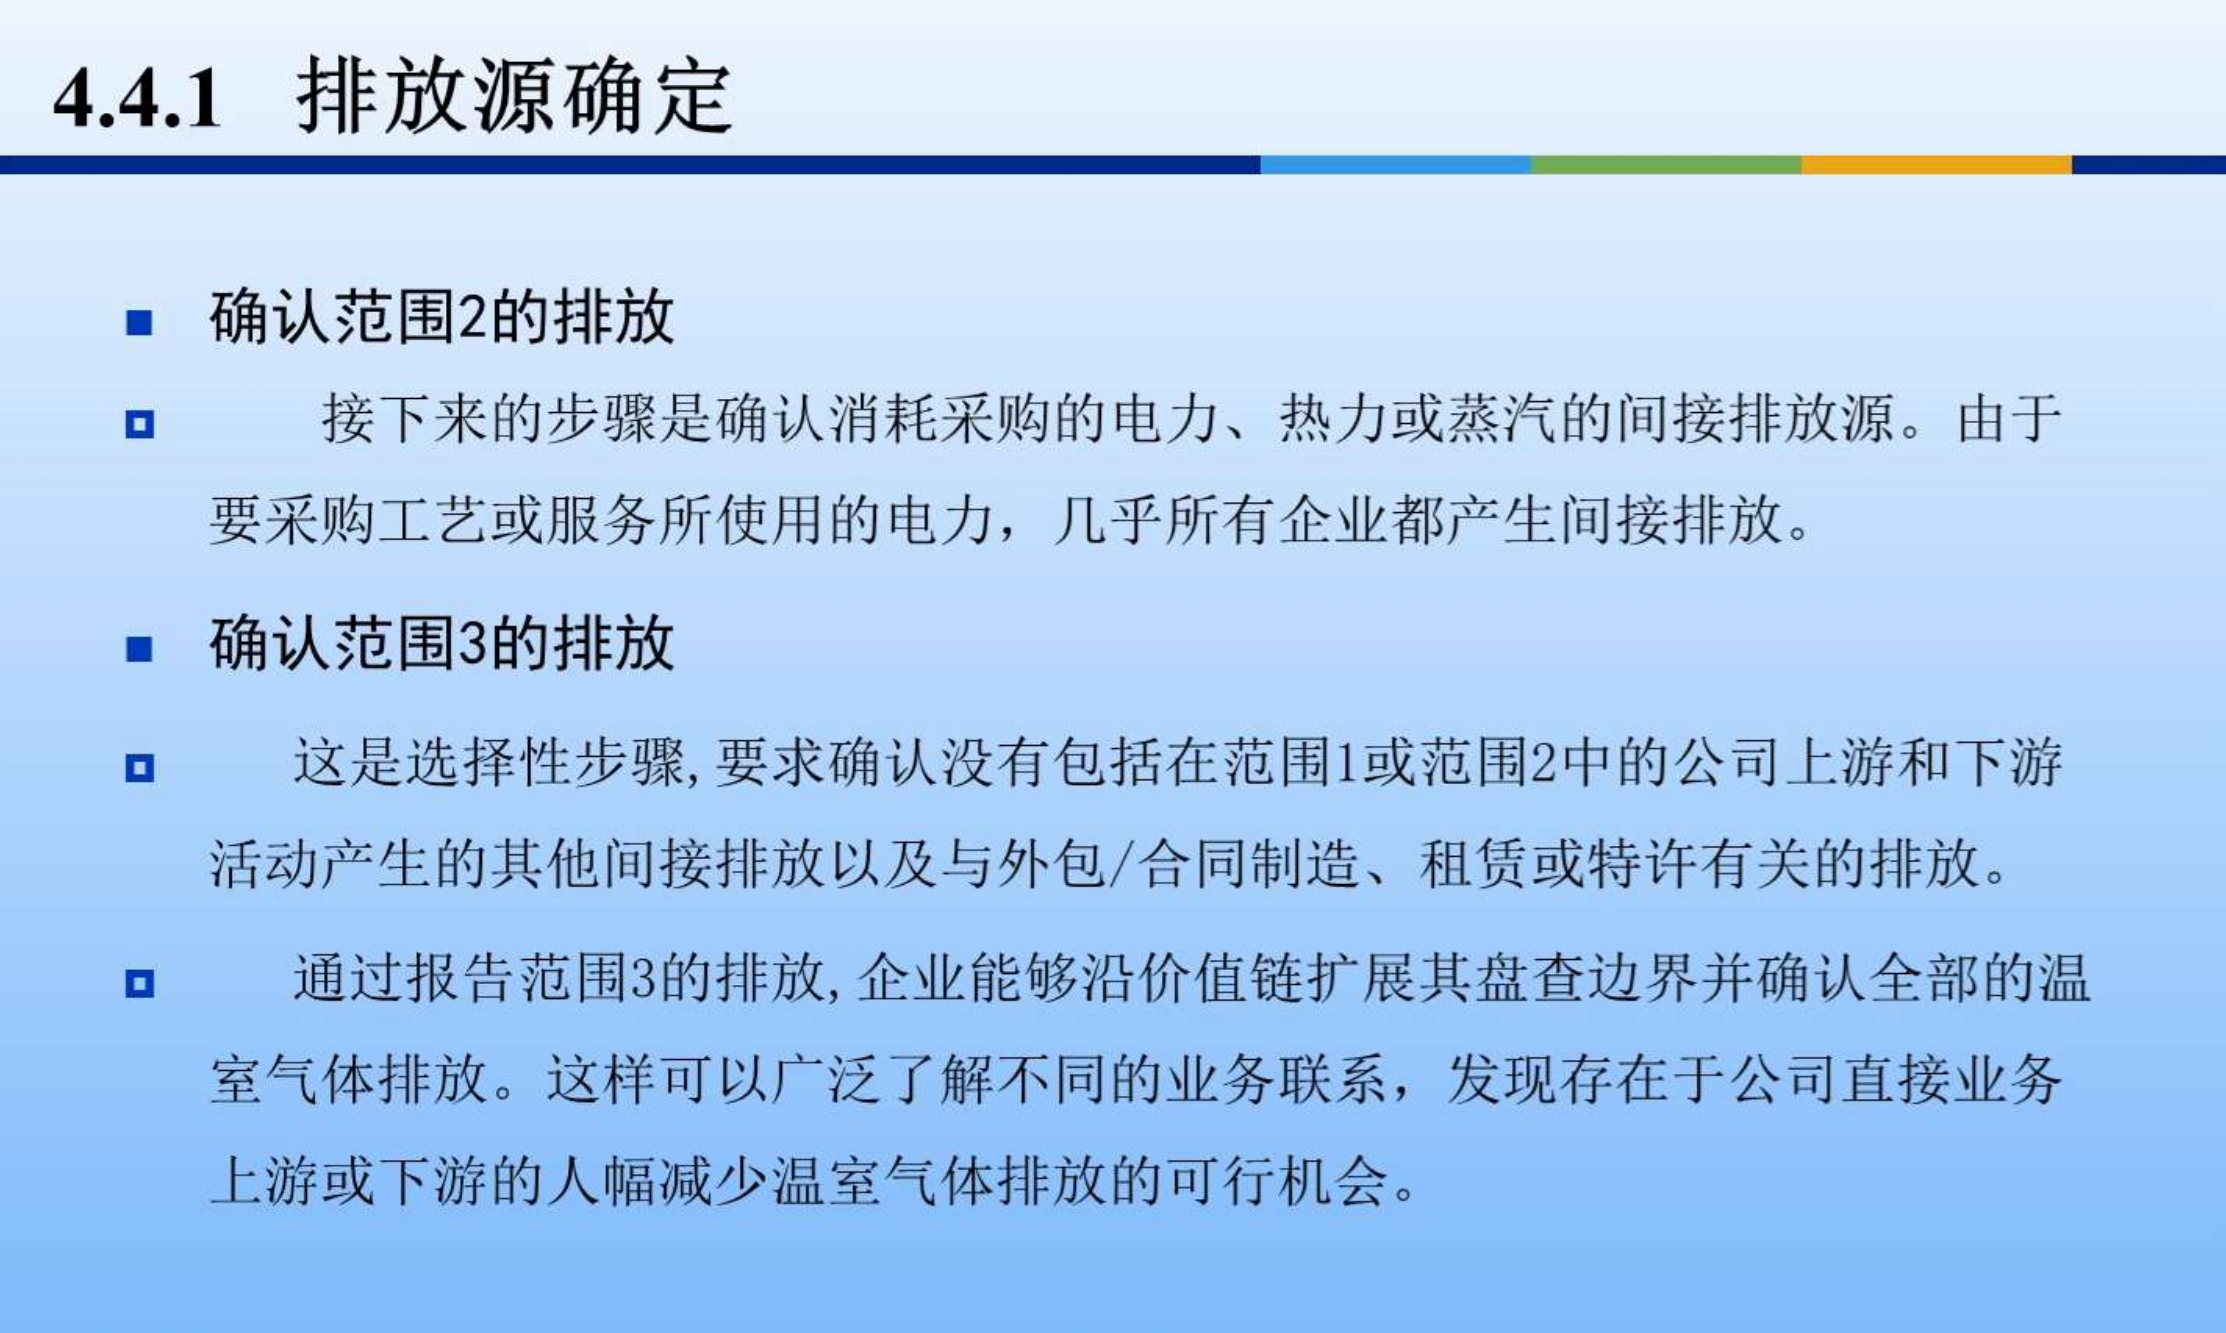 4.4.1 排放源确定
确认范围2的排放
接下来的步骤是确认消耗采购的电力、热力或蒸汽的间接排放源。由于
要采购工艺或服务所使用的电力，几乎所有企业都产生间接排放。
确认范围3的排放
这是选择性步骤,要求确认没有包括在范围1或范围2中的公司上游和下游
活动产生的其他间接排放以及与外包/合同制造、租赁或特许有关的排放。
通过报告范围3的排放,企业能够沿价值链扩展其盘查边界并确认全部的温
室气体排放。这样可以广泛了解不同的业务联系，发现存在于公司直接业务
上游或下游的人幅减少温室气体排放的可行机会。